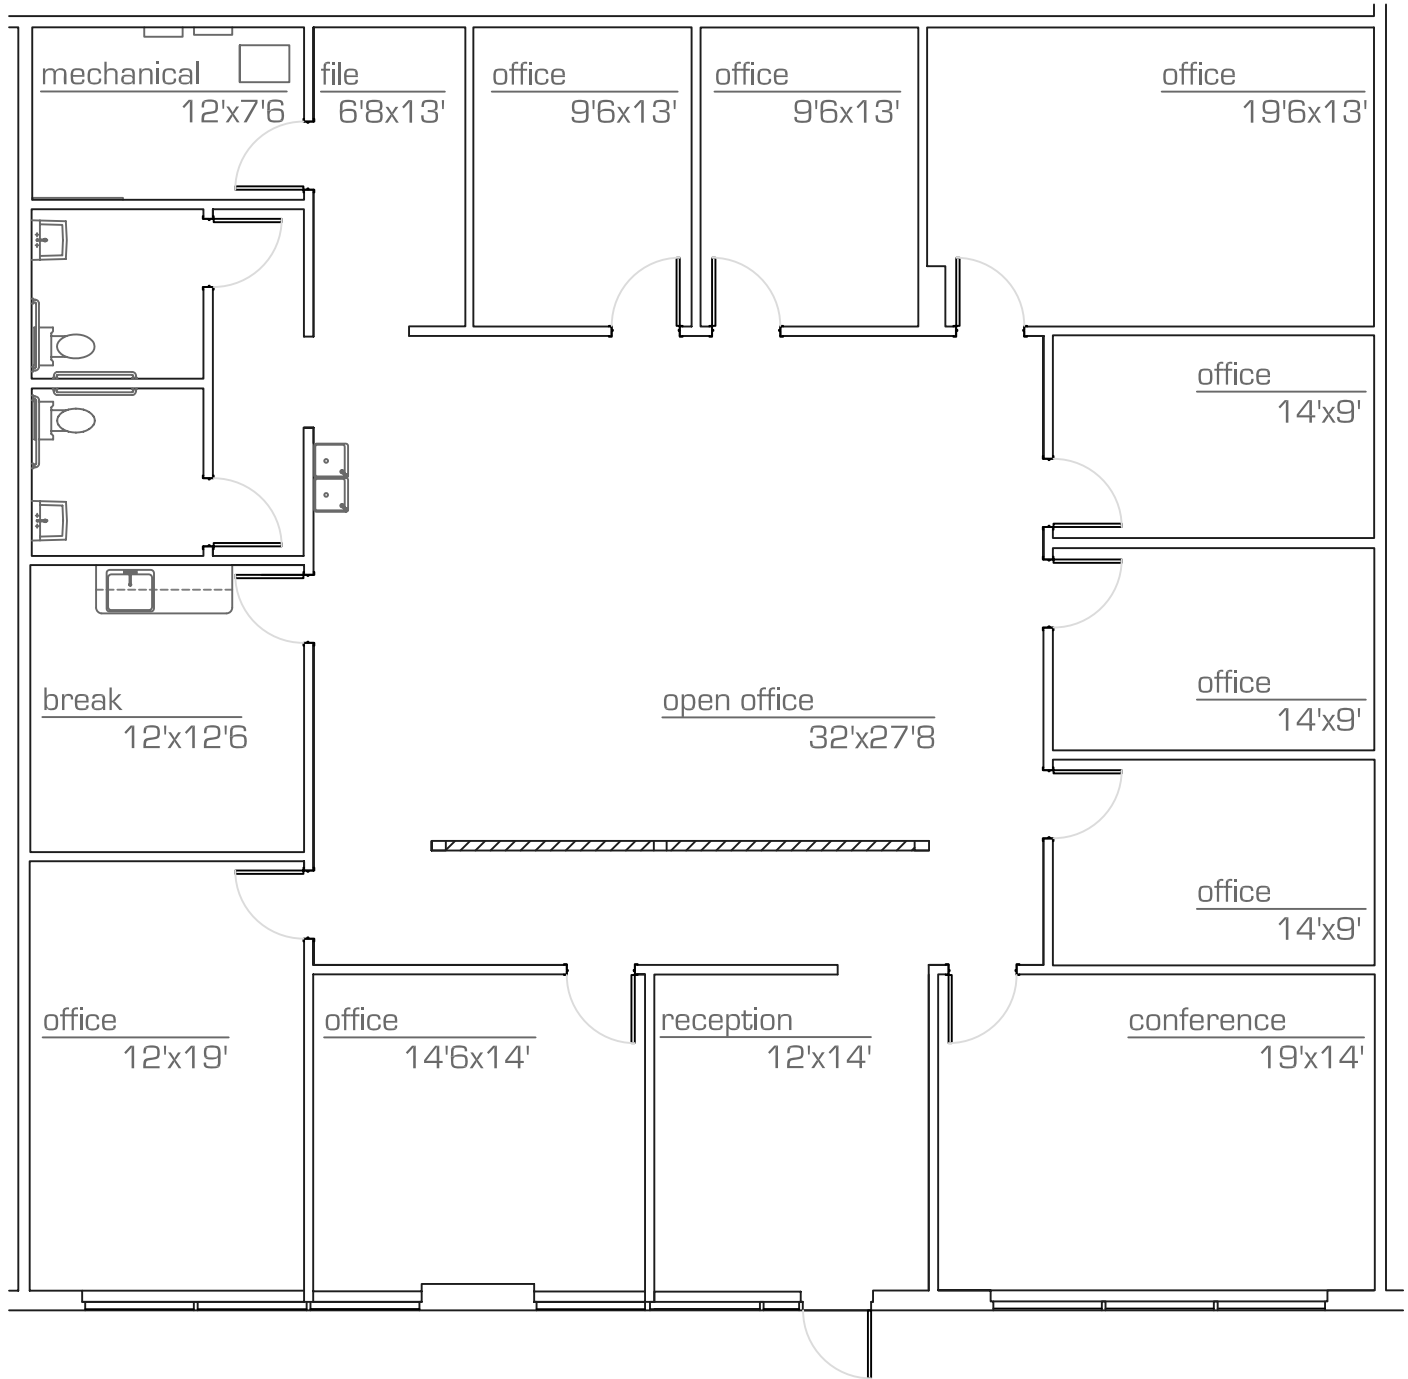 mechanical
12'x7'6
file
6'8x13'
office
9'6x13'
office
9'6x13'
office
19'6x13'
office
14'x9'
office
14'x9'
break
12'x12'6
open office
32'x27'8
office
14'x9'
office
12'x19'
office
14'6x14'
reception
12'x14'
conference
19'x14'